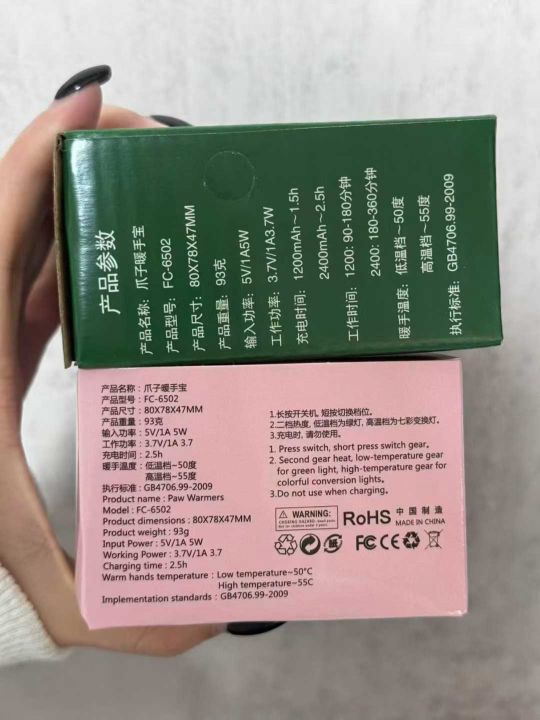 产品参数
产品名称: 爪子暖手宝
产品型号: FC-6502
产品尺寸: 80X78X47MM
产品重量: 93克
输入功率: 5V/1A5W
工作功率: 3.7V/1A3.7W
充电时间: 1200mAh~1.5h
2400mAh~2.5h
工作时间: 1200: 90-180分钟
2400: 180-360分钟
暖手温度: 低温档~50度
高温档~55度
执行标准: GB4706.99-2009
产品名称: 爪子暖手宝
产品型号: FC-6502
产品尺寸: 80X78X47MM
产品重量: 93克
输入功率: 5V/1A 5W
工作功率: 3.7V/1A 3.7
充电时间: 2.5h
暖手温度: 低温档~50度
高温档~55度
执行标准: GB4706.99-2009
Product name : Paw Warmers
Model : FC-6502
Product dimensions : 80X78X47MM
Product weight : 93g
Input Power : 5V/1A 5W
Working Power : 3.7V/1A 3.7
Charging time : 2.5h
Warm hands temperature : Low temperature~50°C
High temperature~55C
Implementation standards : GB4706.99-2009
1.长按开关机, 短按切换档位。
2.二档热度, 低温档为绿灯, 高温档为七彩变换灯。
3.充电时, 请勿使用。
1. Press switch, short press switch gear.
2. Second gear heat, low-temperature gear
for green light, high-temperature gear for
colorful conversion lights.
3.Do not use when charging.
WARNING:
CHOKING HAZARD- Small parts
RoHS
中国制造
MADE IN CHINA
FC CE